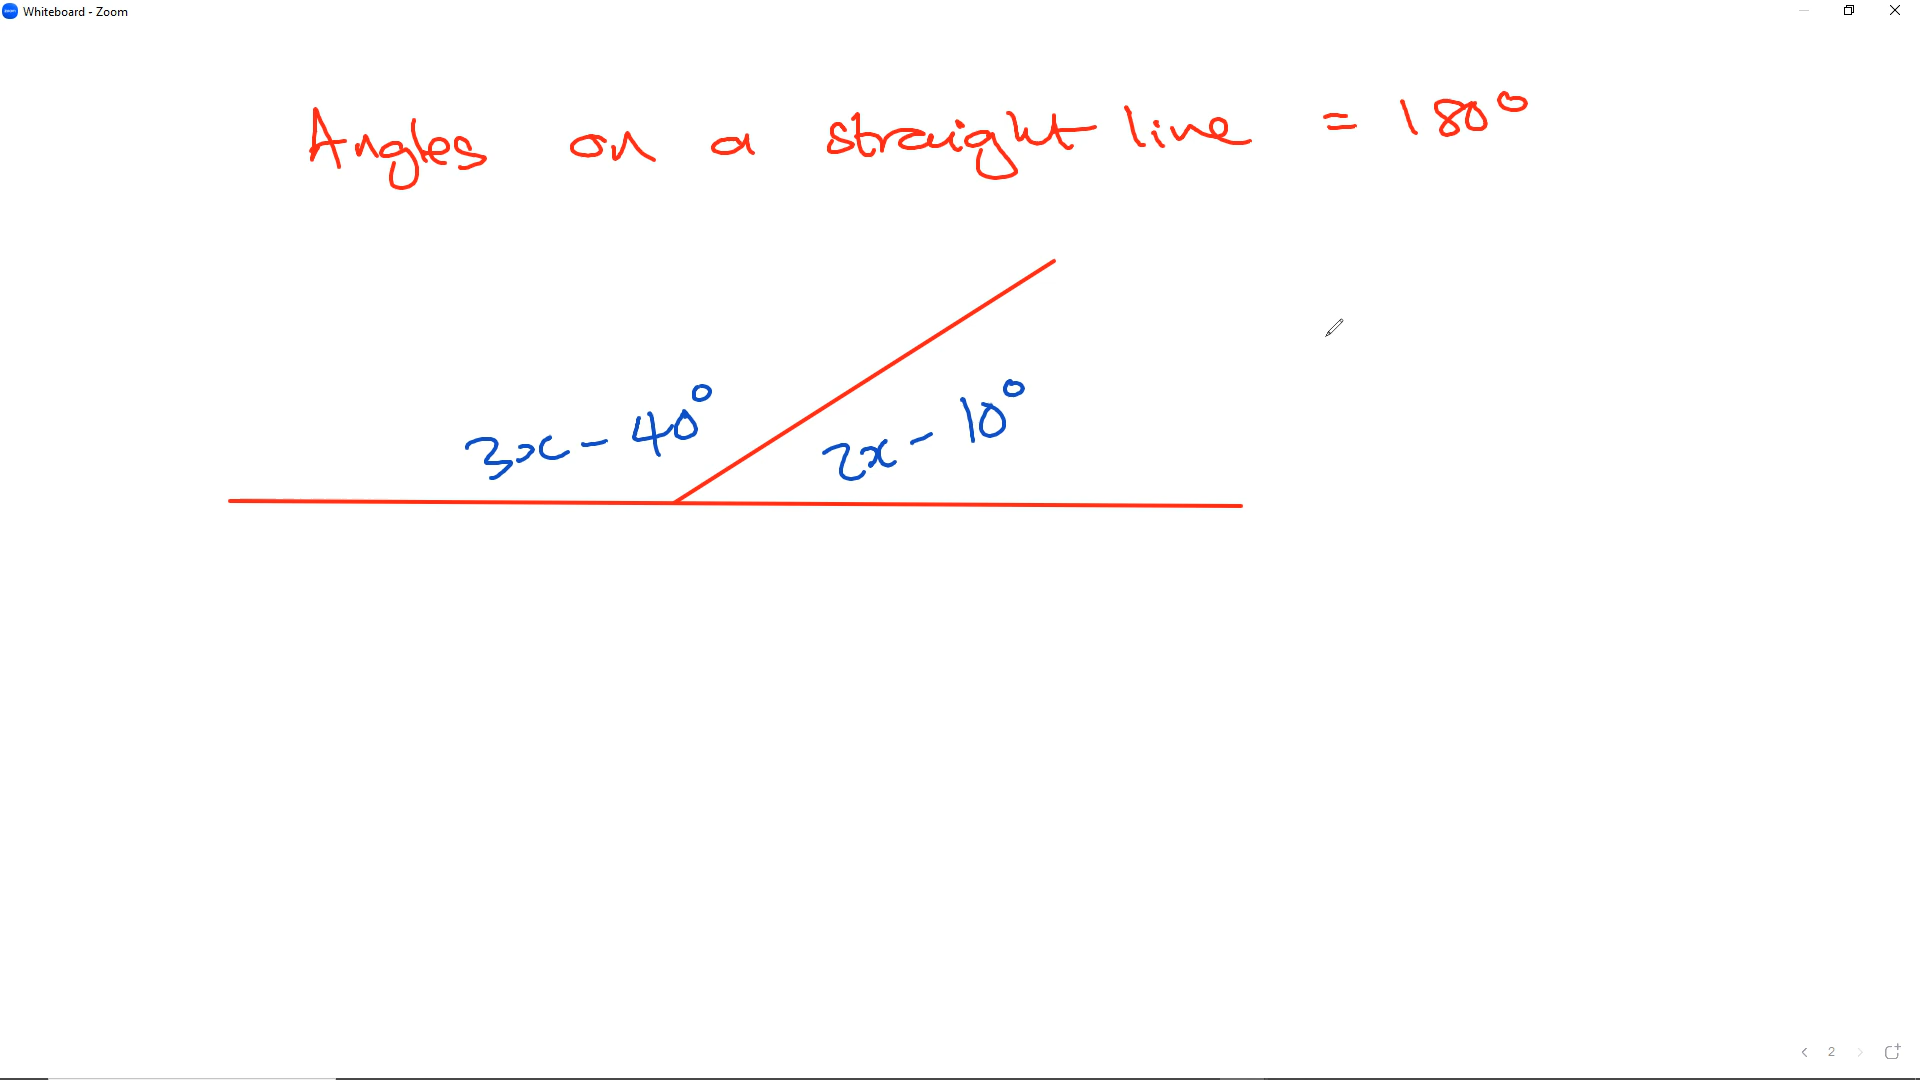 Whiteboard - Zoom
Angles on a straight line = 180°
3x - 40°
2x - 10°
2